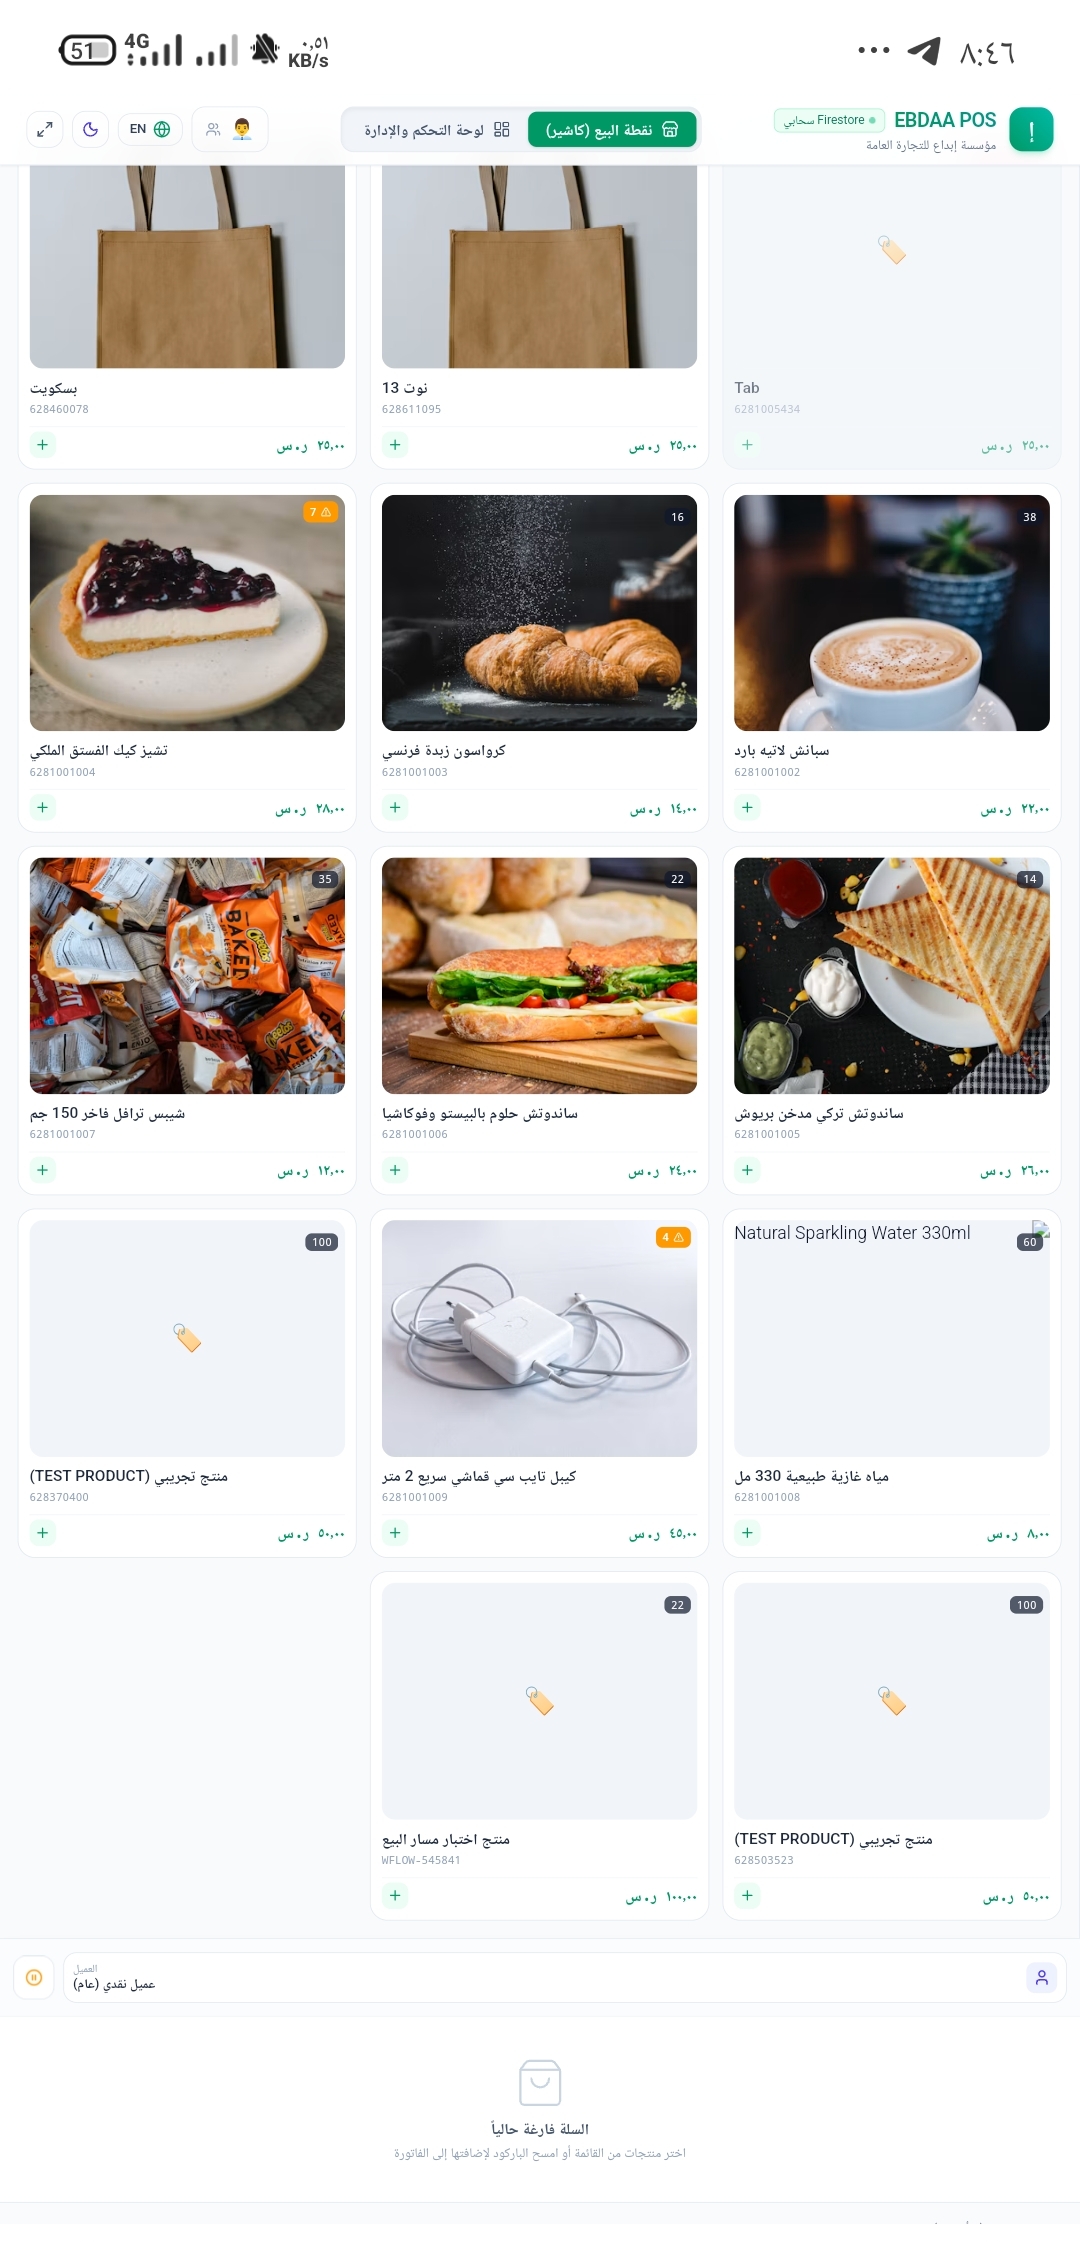 ٨:٤٦
٠,٥١ KB/s
4G
51
EBDAA POS
Firestore سحابي
مؤسسة إبداع للتجارة العامة
إ
نقطة البيع (كاشير)
لوحة التحكم والإدارة
EN
Tab
6281005434
٢٥,٠٠ ر.س
نوت 13
628611095
٢٥,٠٠ ر.س
بسكويت
628460078
٢٥,٠٠ ر.س
38
سبانش لاتيه بارد
6281001002
٢٢,٠٠ ر.س
16
كرواسون زبدة فرنسي
6281001003
١٤,٠٠ ر.س
7
تشيز كيك الفستق الملكي
6281001004
٢٨,٠٠ ر.س
14
ساندوتش تركي مدخن بريوش
6281001005
٢٦,٠٠ ر.س
22
ساندوتش حلوم بالبيستو وفوكاشيا
6281001006
٢٤,٠٠ ر.س
35
BAKED
Cheetos
شيبس ترافل فاخر 150 جم
6281001007
١٢,٠٠ ر.س
Natural Sparkling Water 330ml
60
مياه غازية طبيعية 330 مل
6281001008
٨,٠٠ ر.س
4
كيبل تايب سي قماشي سريع 2 متر
6281001009
٤٥,٠٠ ر.س
100
منتج تجريبي (TEST PRODUCT)
628370400
٥٠,٠٠ ر.س
100
منتج تجريبي (TEST PRODUCT)
628503523
٥٠,٠٠ ر.س
22
منتج اختبار مسار البيع
WFLOW-545841
١٠٠,٠٠ ر.س
العميل
عميل نقدي (عام)
السلة فارغة حالياً
اختر منتجات من القائمة أو امسح الباركود لإضافتها إلى الفاتورة